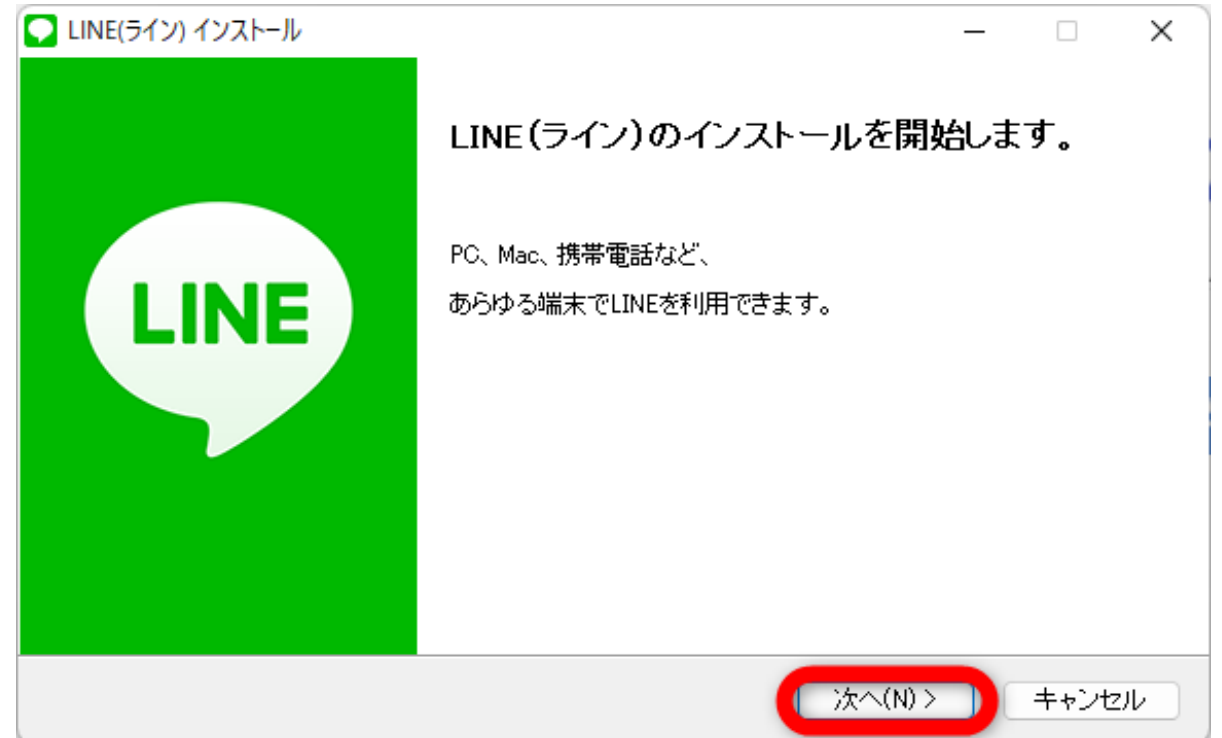 LINE(ライン) インストール
LINE(ライン)のインストールを開始します。
PC、Mac、携帯電話など、
あらゆる端末でLINEを利用できます。
LINE
次へ(N) >
キャンセル